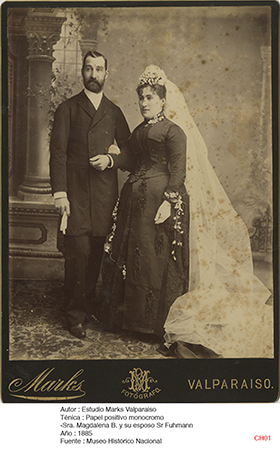 Marks.
FOTÓGRAFO.
VALPARAISO.
Autor : Estudio Marks Valparaiso
Ténica : Papel positivo monocromo
-Sra. Magdalena B. y su esposo Sr Fuhmann
Año : 1885
Fuente : Museo Histórico Nacional
CH01